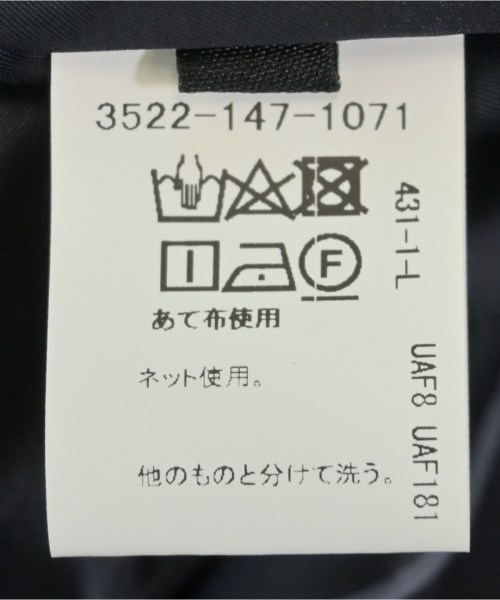 3522-147-1071
F
あて布使用
ネット使用。
他のものと分けて洗う。
431-1-L
UAF8 UAF181